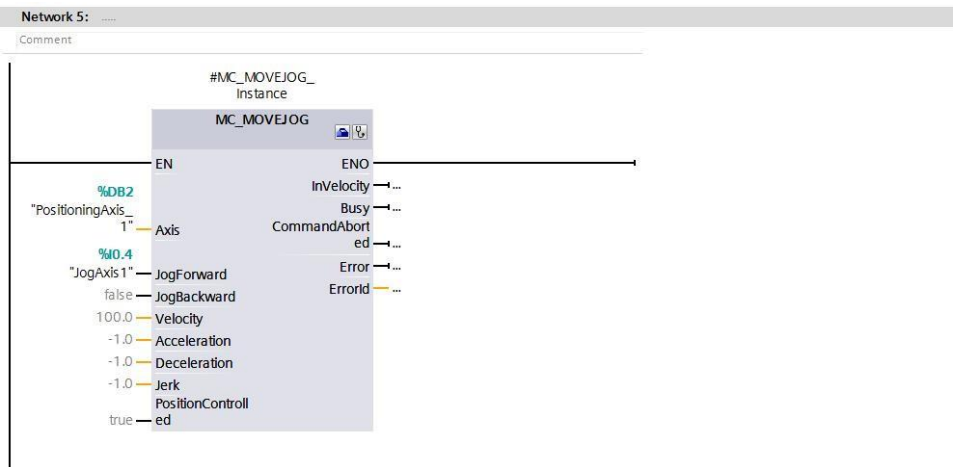 Network 5: .....
Comment
#MC_MOVEJOG_
Instance
MC_MOVEJOG
EN ENO
%DB2
"PositioningAxis_
1" Axis
InVelocity ...
Busy ...
CommandAbort
ed ...
%I0.4
"JogAxis1" JogForward
Error ...
false JogBackward
ErrorId ...
100.0 Velocity
-1.0 Acceleration
-1.0 Deceleration
-1.0 Jerk
PositionControll
true ed